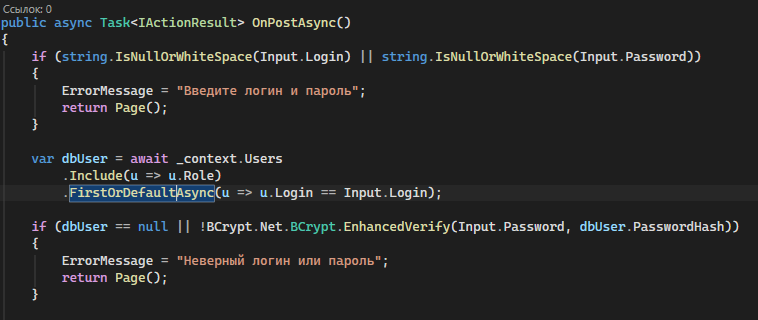 Ссылок: 0
public async Task<IActionResult> OnPostAsync()
{
    if (string.IsNullOrWhiteSpace(Input.Login) || string.IsNullOrWhiteSpace(Input.Password))
    {
        ErrorMessage = "Введите логин и пароль";
        return Page();
    }
    var dbUser = await _context.Users
        .Include(u => u.Role)
        .FirstOrDefaultAsync(u => u.Login == Input.Login);
    if (dbUser == null || !BCrypt.Net.BCrypt.EnhancedVerify(Input.Password, dbUser.PasswordHash))
    {
        ErrorMessage = "Неверный логин или пароль";
        return Page();
    }